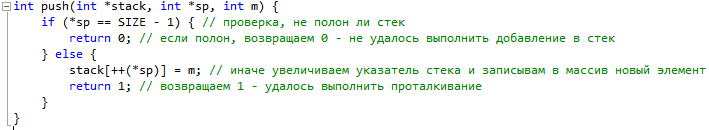 int push(int *stack, int *sp, int m) {
if (*sp == SIZE - 1) { // проверка, не полон ли стек
return 0; // если полон, возвращаем 0 - не удалось выполнить добавление в стек
} else {
stack[++(*sp)] = m; // иначе увеличиваем указатель стека и записывам в массив новый элемент
return 1; // возвращаем 1 - удалось выполнить проталкивание
}
}